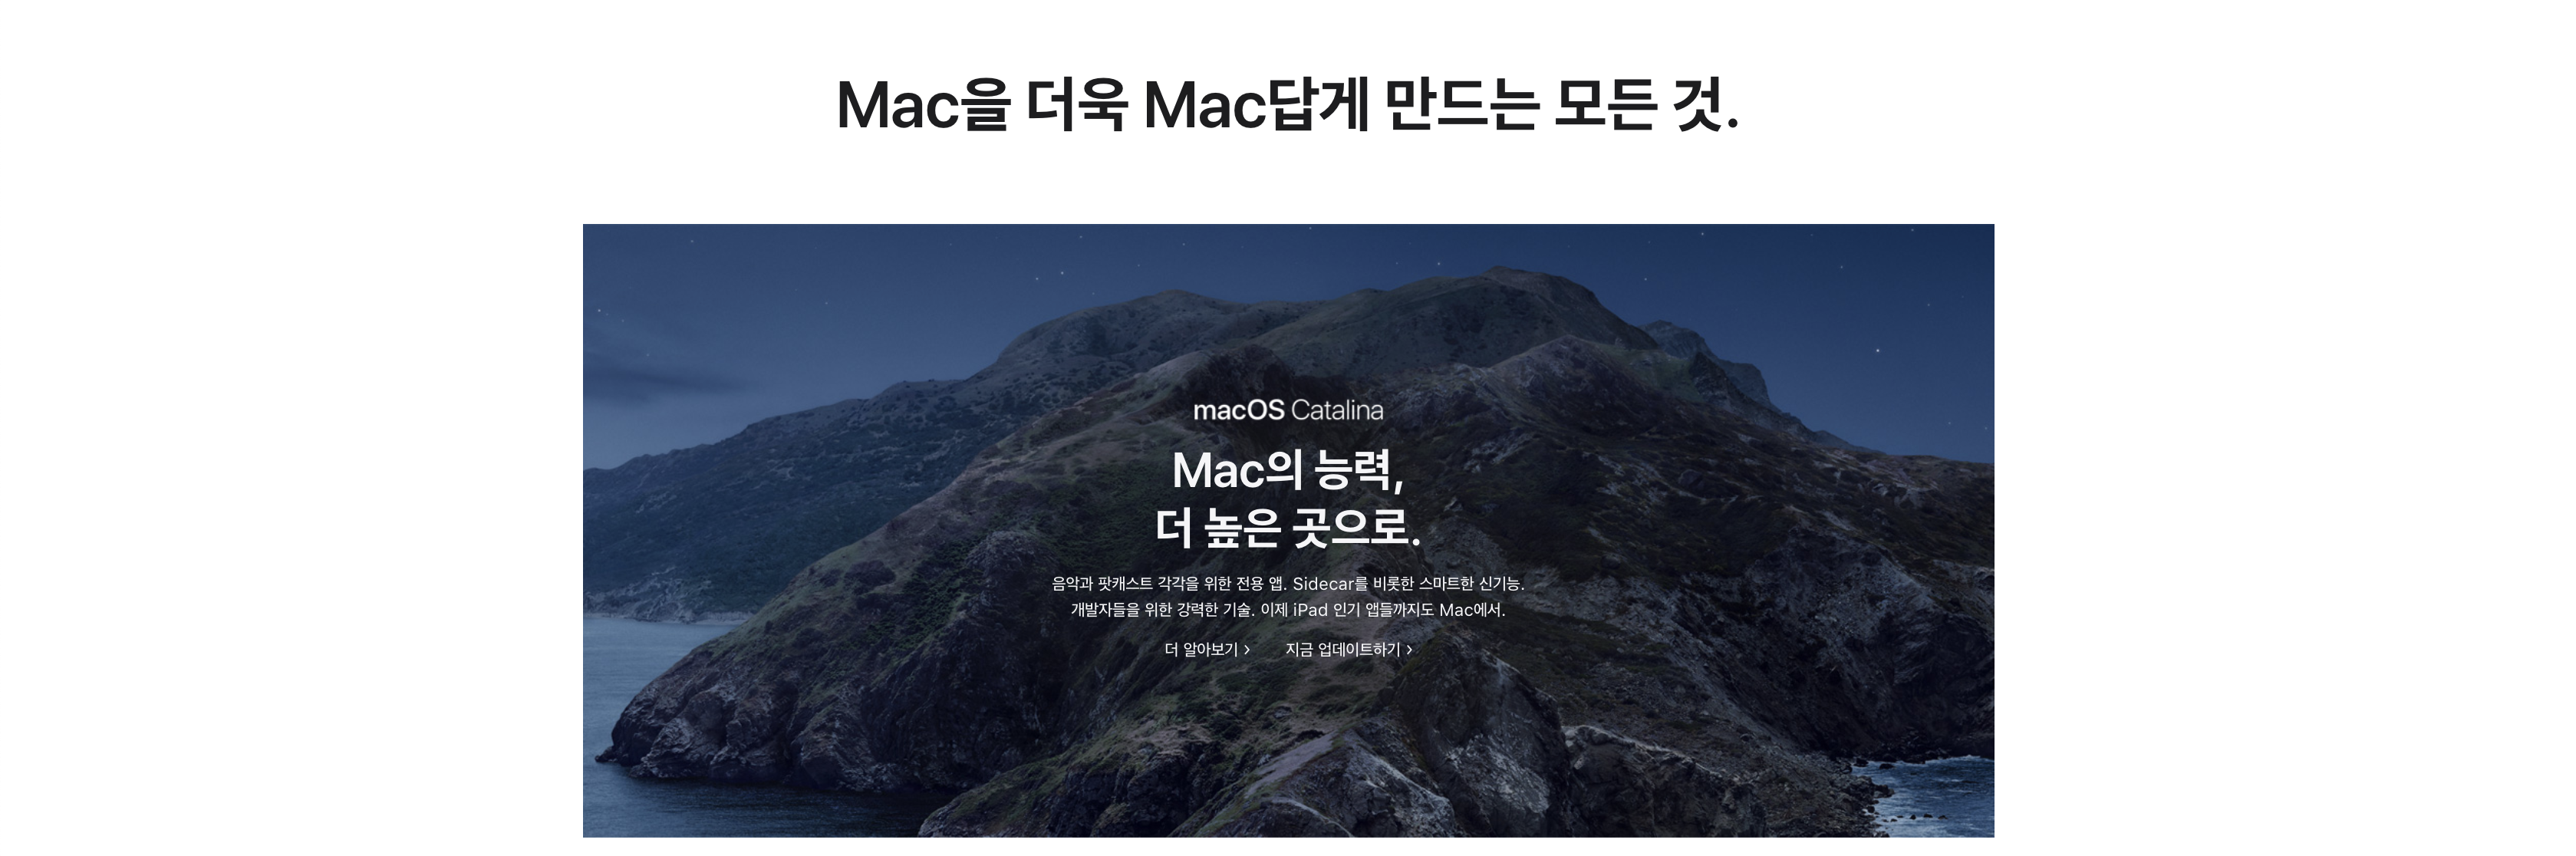 Mac을 더욱 Mac답게 만드는 모든 것.
macOS Catalina
Mac의 능력,
더 높은 곳으로.
음악과 팟캐스트 각각을 위한 전용 앱. Sidecar를 비롯한 스마트한 신기능.
개발자들을 위한 강력한 기술. 이제 iPad 인기 앱들까지도 Mac에서.
더 알아보기 > 지금 업데이트하기 >